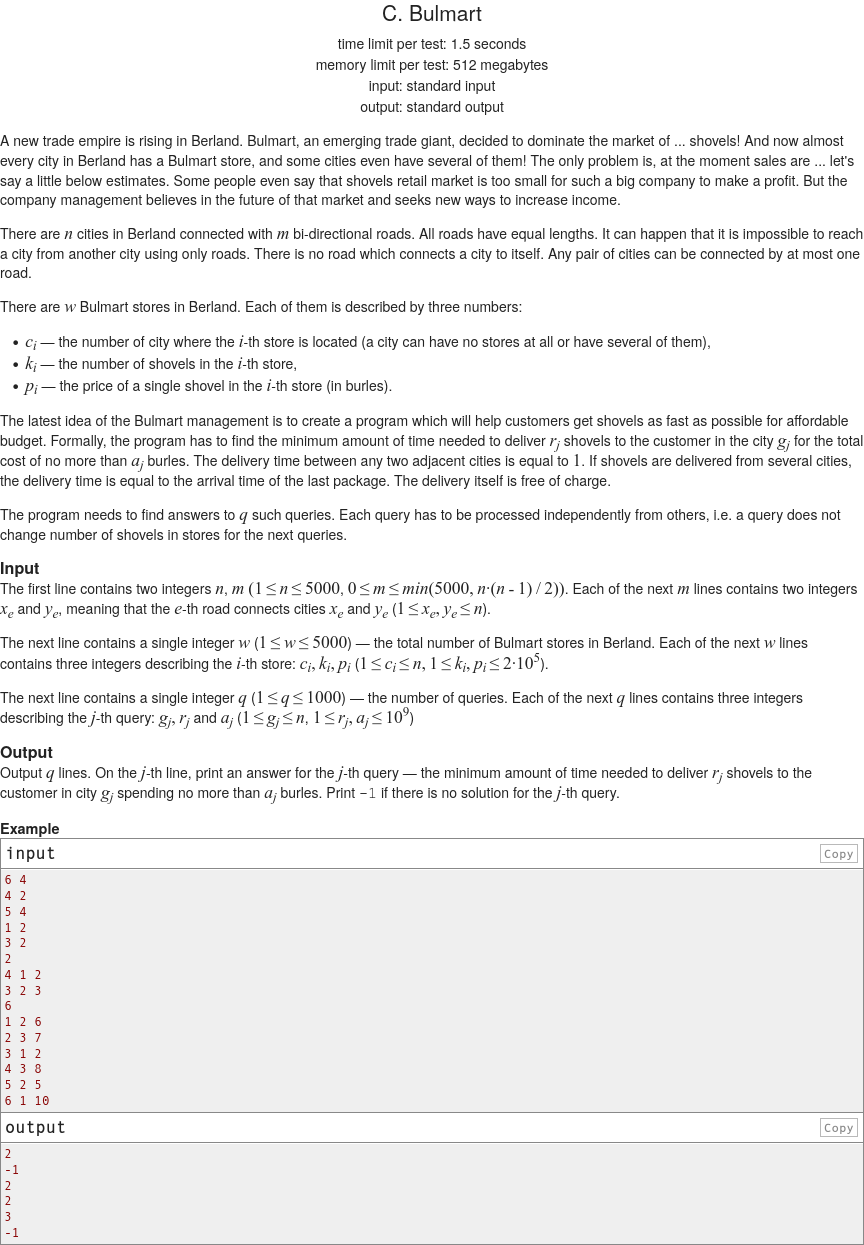 C. Bulmart
time limit per test: 1.5 seconds
memory limit per test: 512 megabytes
input: standard input
output: standard output
A new trade empire is rising in Berland. Bulmart, an emerging trade giant, decided to dominate the market of ... shovels! And now almost
every city in Berland has a Bulmart store, and some cities even have several of them! The only problem is, at the moment sales are ... let's
say a little below estimates. Some people even say that shovels retail market is too small for such a big company to make a profit. But the
company management believes in the future of that market and seeks new ways to increase income.
There are n cities in Berland connected with m bi-directional roads. All roads have equal lengths. It can happen that it is impossible to reach
a city from another city using only roads. There is no road which connects a city to itself. Any pair of cities can be connected by at most one
road.
There are w Bulmart stores in Berland. Each of them is described by three numbers:
• c_i — the number of city where the i-th store is located (a city can have no stores at all or have several of them),
• k_i — the number of shovels in the i-th store,
• p_i — the price of a single shovel in the i-th store (in burles).
The latest idea of the Bulmart management is to create a program which will help customers get shovels as fast as possible for affordable
budget. Formally, the program has to find the minimum amount of time needed to deliver r_j shovels to the customer in the city g_j for the total
cost of no more than a_j burles. The delivery time between any two adjacent cities is equal to 1. If shovels are delivered from several cities,
the delivery time is equal to the arrival time of the last package. The delivery itself is free of charge.
The program needs to find answers to q such queries. Each query has to be processed independently from others, i.e. a query does not
change number of shovels in stores for the next queries.
Input
The first line contains two integers n, m (1 ≤ n ≤ 5000, 0 ≤ m ≤ min(5000, n·(n - 1) / 2)). Each of the next m lines contains two integers
x_e and y_e, meaning that the e-th road connects cities x_e and y_e (1 ≤ x_e, y_e ≤ n).
The next line contains a single integer w (1 ≤ w ≤ 5000) — the total number of Bulmart stores in Berland. Each of the next w lines
contains three integers describing the i-th store: c_i, k_i, p_i (1 ≤ c_i ≤ n, 1 ≤ k_i, p_i ≤ 2·10^5).
The next line contains a single integer q (1 ≤ q ≤ 1000) — the number of queries. Each of the next q lines contains three integers
describing the j-th query: g_j, r_j and a_j (1 ≤ g_j ≤ n, 1 ≤ r_j, a_j ≤ 10^9)
Output
Output q lines. On the j-th line, print an answer for the j-th query — the minimum amount of time needed to deliver r_j shovels to the
customer in city g_j spending no more than a_j burles. Print -1 if there is no solution for the j-th query.
Example
input Copy
6 4
4 2
5 4
1 2
3 2
2
4 1 2
3 2 3
6
1 2 6
2 3 7
3 1 2
4 3 8
5 2 5
6 1 10
output Copy
2
-1
2
2
3
-1